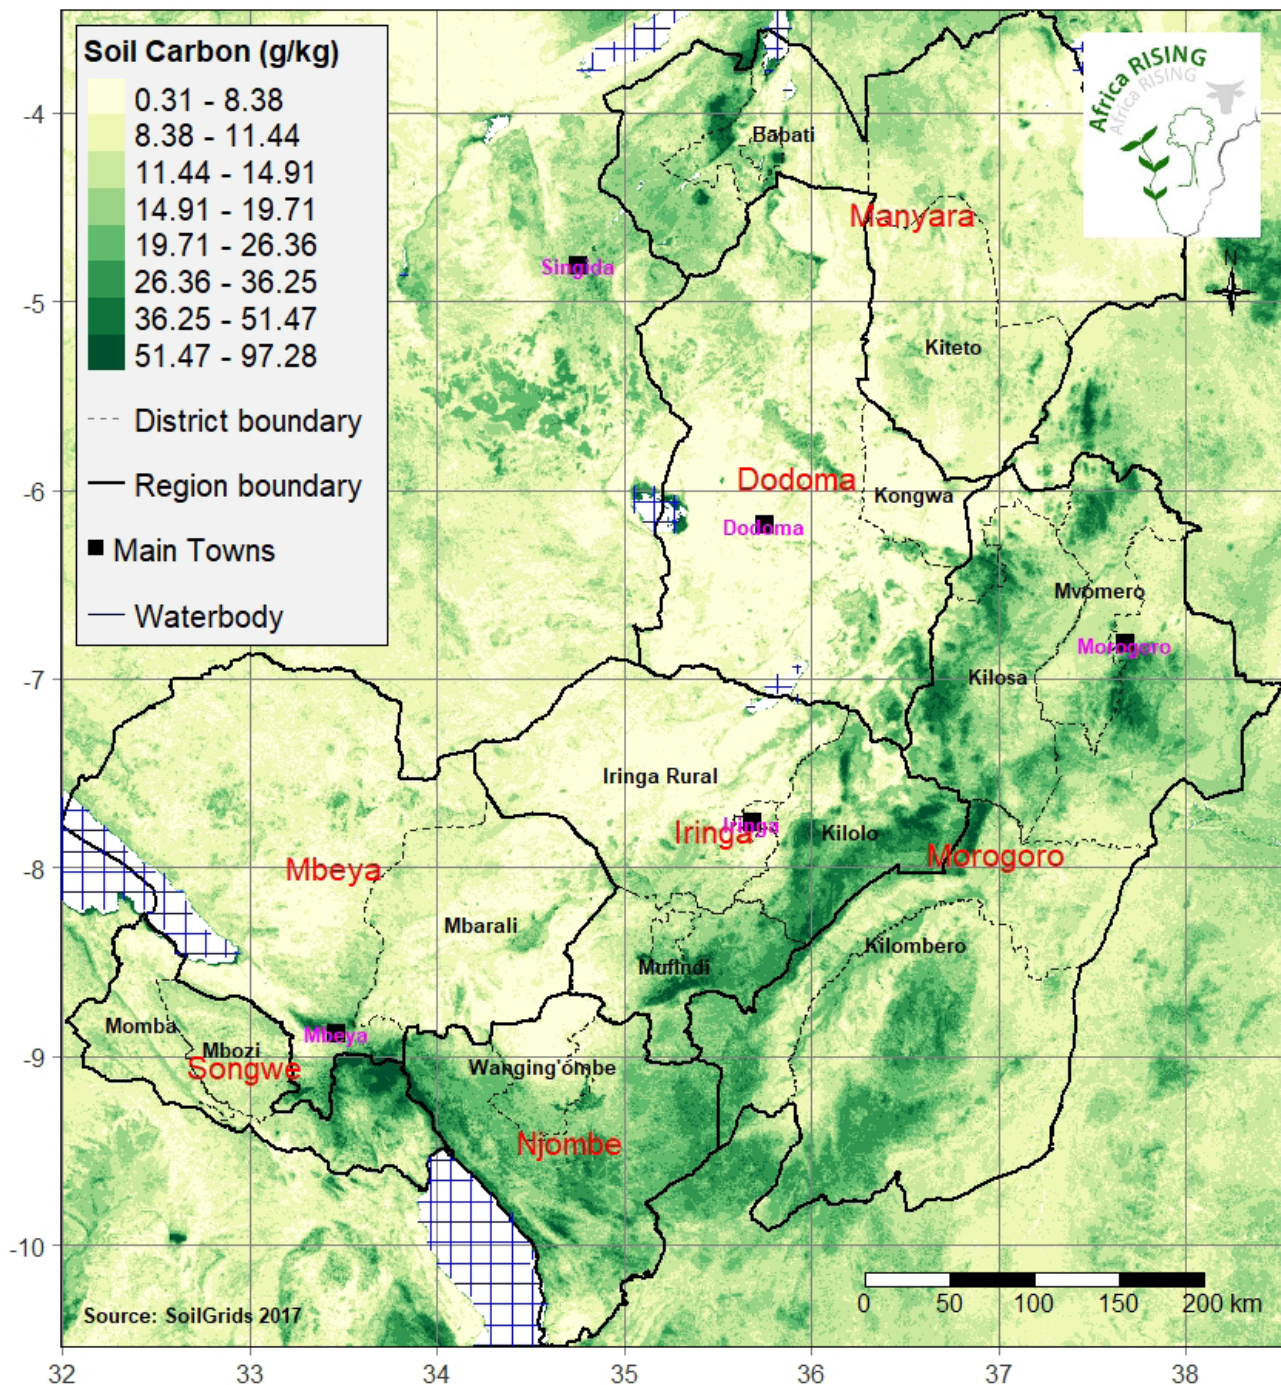 Soil Carbon (g/kg)
0.31 - 8.38
8.38 - 11.44
11.44 - 14.91
14.91 - 19.71
19.71 - 26.36
26.36 - 36.25
36.25 - 51.47
51.47 - 97.28
District boundary
Region boundary
Main Towns
Waterbody
Africa RISING
Africa RISING
N
Babati
Manyara
Singida
Kiteto
Dodoma
Kongwa
Dodoma
Mvomero
Morogoro
Kilosa
Iringa Rural
Iringa
Iringa
Kilolo
Morogoro
Mbeya
Mbarali
Kilombero
Mufindi
Momba
Mbeya
Mbozi
Songwe
Wanging'ombe
Njombe
Source: SoilGrids 2017
0 50 100 150 200 km
-4
-5
-6
-7
-8
-9
-10
32 33 34 35 36 37 38